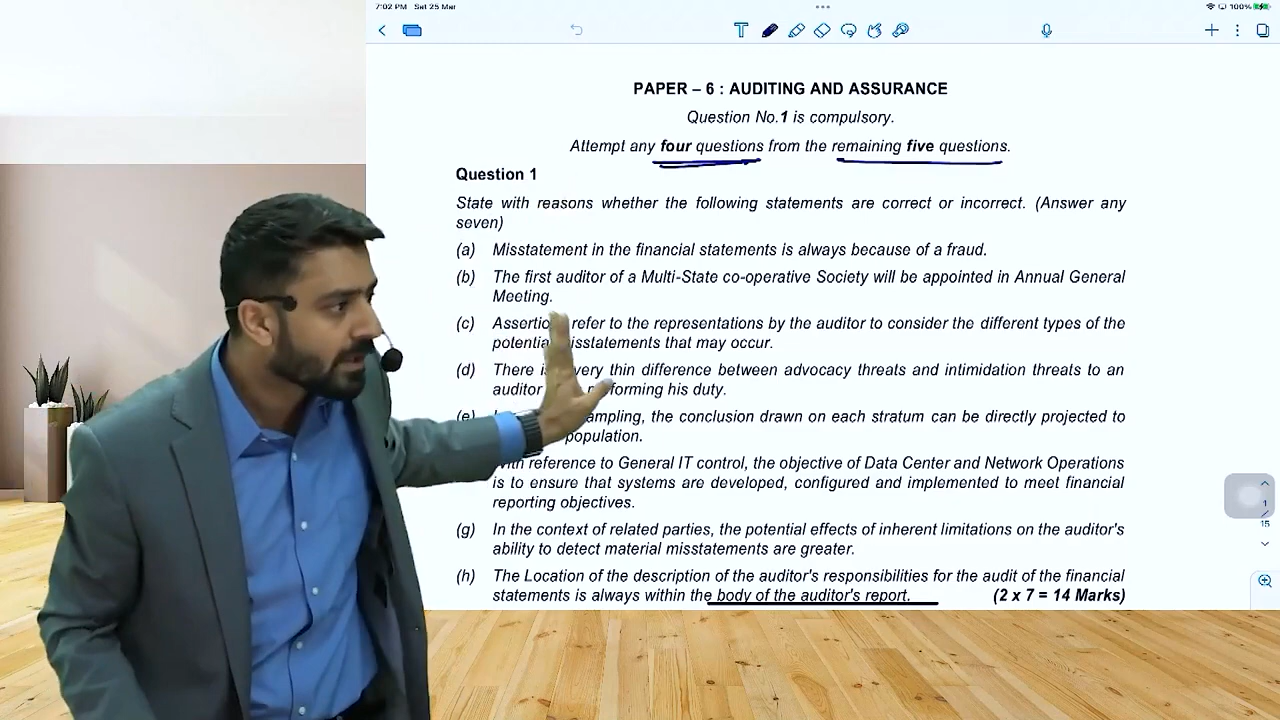 7:02 PM Sat 25 Mar
100%
T
PAPER – 6 : AUDITING AND ASSURANCE
Question No.1 is compulsory.
Attempt any four questions from the remaining five questions.
Question 1
State with reasons whether the following statements are correct or incorrect. (Answer any
seven)
(a) Misstatement in the financial statements is always because of a fraud.
(b) The first auditor of a Multi-State co-operative Society will be appointed in Annual General
Meeting.
(c) refer to the representations by the auditor to consider the different types of the
that may occur.
(d) There very thin difference between advocacy threats and intimidation threats to an
auditor his duty.
(e) the conclusion drawn on each stratum can be directly projected to
population.
reference to General IT control, the objective of Data Center and Network Operations
is to ensure that systems are developed, configured and implemented to meet financial
reporting objectives.
(g) In the context of related parties, the potential effects of inherent limitations on the auditor's
ability to detect material misstatements are greater.
(h) The Location of the description of the auditor's responsibilities for the audit of the financial
statements is always within the body of the auditor's report. (2 x 7 = 14 Marks)
1
15